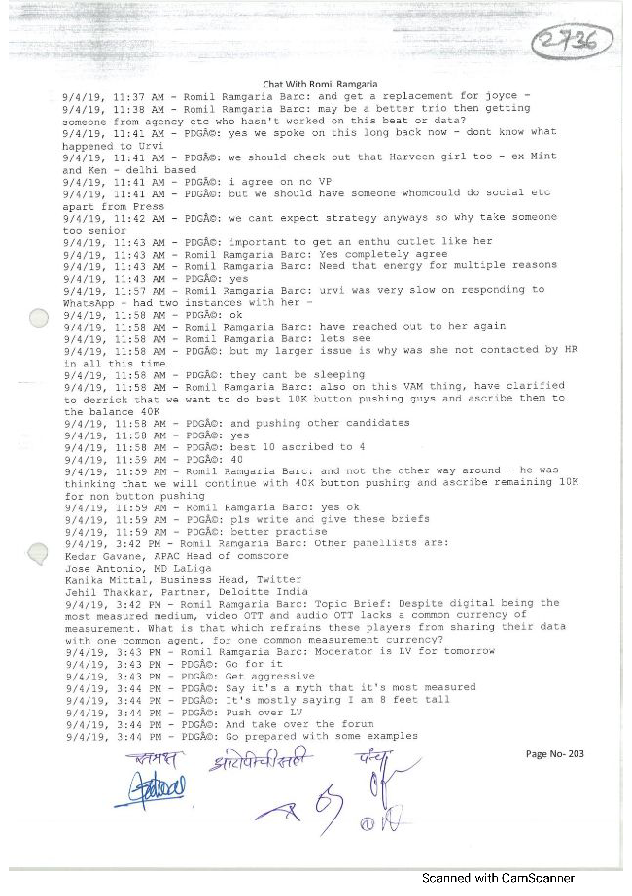 2736
Chat With Romil Ramgaria
9/4/19, 11:37 AM - Romil Ramgaria Barc: and get a replacement for joyce -
9/4/19, 11:38 AM - Romil Ramgaria Barc: may be a better trio then getting
someone from agency etc who hasn't worked on this beat or data?
9/4/19, 11:41 AM - PDGÃ©: yes we spoke on this long back now - dont know what
happened to Urvi
9/4/19, 11:41 AM - PDGÃ©: we should check out that Harveen girl too - ex Mint
and Ken - delhi based
9/4/19, 11:41 AM - PDGÃ©: i agree on no VP
9/4/19, 11:41 AM - PDGÃ©: but we should have someone whomcould do social etc
apart from Press
9/4/19, 11:42 AM - PDGÃ©: we cant expect strategy anyways so why take someone
too senior
9/4/19, 11:43 AM - PDGÃ©: important to get an enthu cutlet like her
9/4/19, 11:43 AM - Romil Ramgaria Barc: Yes completely agree
9/4/19, 11:43 AM - Romil Ramgaria Barc: Need that energy for multiple reasons
9/4/19, 11:43 AM - PDGÃ©: yes
9/4/19, 11:57 AM - Romil Ramgaria Barc: urvi was very slow on responding to
WhatsApp - had two instances with her -
9/4/19, 11:58 AM - PDGÃ©: ok
9/4/19, 11:58 AM - Romil Ramgaria Barc: have reached out to her again
9/4/19, 11:58 AM - Romil Ramgaria Barc: lets see
9/4/19, 11:58 AM - PDGÃ©: but my larger issue is why was she not contacted by HR
in all this time
9/4/19, 11:58 AM - PDGÃ©: they cant be sleeping
9/4/19, 11:58 AM - Romil Ramgaria Barc: also on this VAM thing, have clarified
to derrick that we want to do best 10K button pushing guys and ascribe them to
the balance 40K
9/4/19, 11:58 AM - PDGÃ©: and pushing other candidates
9/4/19, 11:58 AM - PDGÃ©: yes
9/4/19, 11:58 AM - PDGÃ©: best 10 ascribed to 4
9/4/19, 11:59 AM - PDGÃ©: 40
9/4/19, 11:59 AM - Romil Ramgaria Barc: and not the other way around he was
thinking that we will continue with 40K button pushing and ascribe remaining 10K
for non button pushing
9/4/19, 11:59 AM - Romil Ramgaria Barc: yes ok
9/4/19, 11:59 AM - PDGÃ©: pls write and give these briefs
9/4/19, 11:59 AM - PDGÃ©: better practise
9/4/19, 3:42 PM - Romil Ramgaria Barc: Other panellists are:
Kedar Gavane, APAC Head of comscore
Jose Antonio, MD LaLiga
Kanika Mittal, Business Head, Twitter
Jehil Thakkar, Partner, Deloitte India
9/4/19, 3:42 PM - Romil Ramgaria Barc: Topic Brief: Despite digital being the
most measured medium, video OTT and audio OTT lacks a common currency of
measurement. What is that which refrains these players from sharing their data
with one common agent, for one common measurement currency?
9/4/19, 3:43 PM - Romil Ramgaria Barc: Moderator is LV for tomorrow
9/4/19, 3:43 PM - PDGÃ©: Go for it
9/4/19, 3:43 PM - PDGÃ©: Get aggressive
9/4/19, 3:44 PM - PDGÃ©: Say it's a myth that it's most measured
9/4/19, 3:44 PM - PDGÃ©: It's mostly saying I am 8 feet tall
9/4/19, 3:44 PM - PDGÃ©: Push over LV
9/4/19, 3:44 PM - PDGÃ©: And take over the forum
9/4/19, 3:44 PM - PDGÃ©: Go prepared with some examples
समक्ष आरोपीची सही पंच
Page No- 203
Scanned with CamScanner